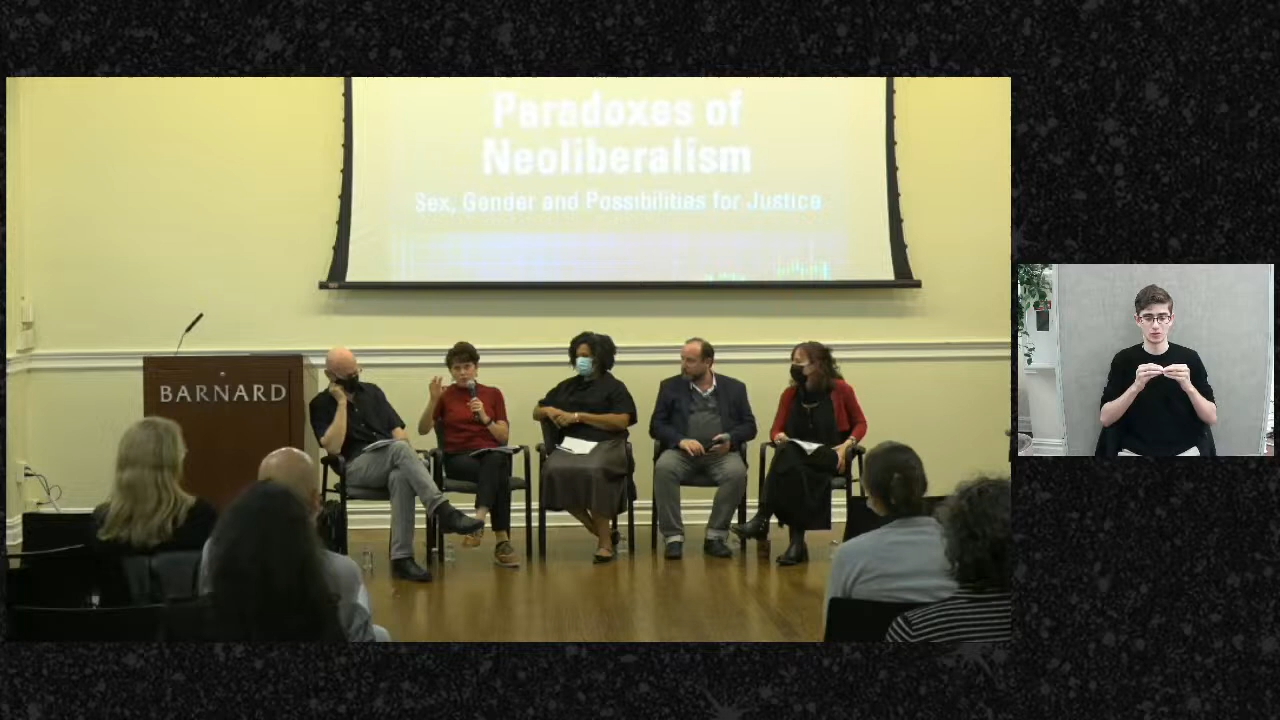 Paradoxes of
Neoliberalism
Sex, Gender and Possibilities for Justice
BARNARD